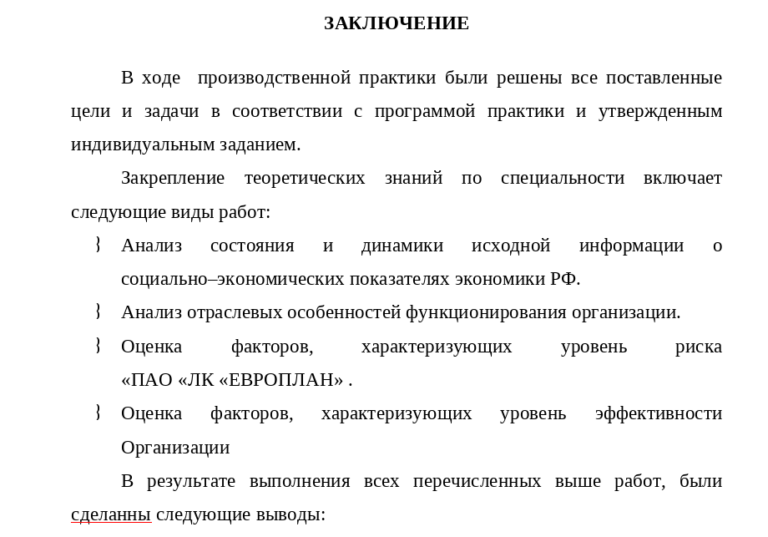 ЗАКЛЮЧЕНИЕ
В ходе производственной практики были решены все поставленные
цели и задачи в соответствии с программой практики и утвержденным
индивидуальным заданием.
Закрепление теоретических знаний по специальности включает
следующие виды работ:
} Анализ состояния и динамики исходной информации о
социально–экономических показателях экономики РФ.
} Анализ отраслевых особенностей функционирования организации.
} Оценка факторов, характеризующих уровень риска
«ПАО «ЛК «ЕВРОПЛАН» .
} Оценка факторов, характеризующих уровень эффективности
Организации
В результате выполнения всех перечисленных выше работ, были
сделанны следующие выводы: